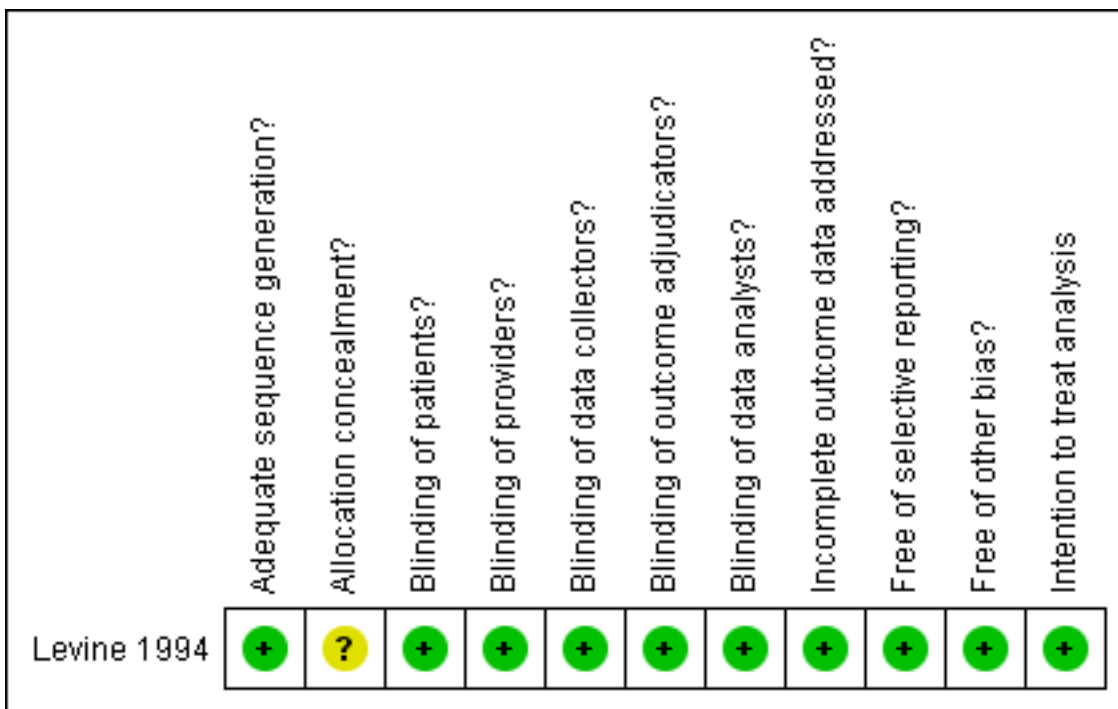 Adequate sequence generation?
Allocation concealment?
Blinding of patients?
Blinding of providers?
Blinding of data collectors?
Blinding of outcome adjudicators?
Blinding of data analysts?
Incomplete outcome data addressed?
Free of selective reporting?
Free of other bias?
Intention to treat analysis
Levine 1994 + ? + + + + + + + + +